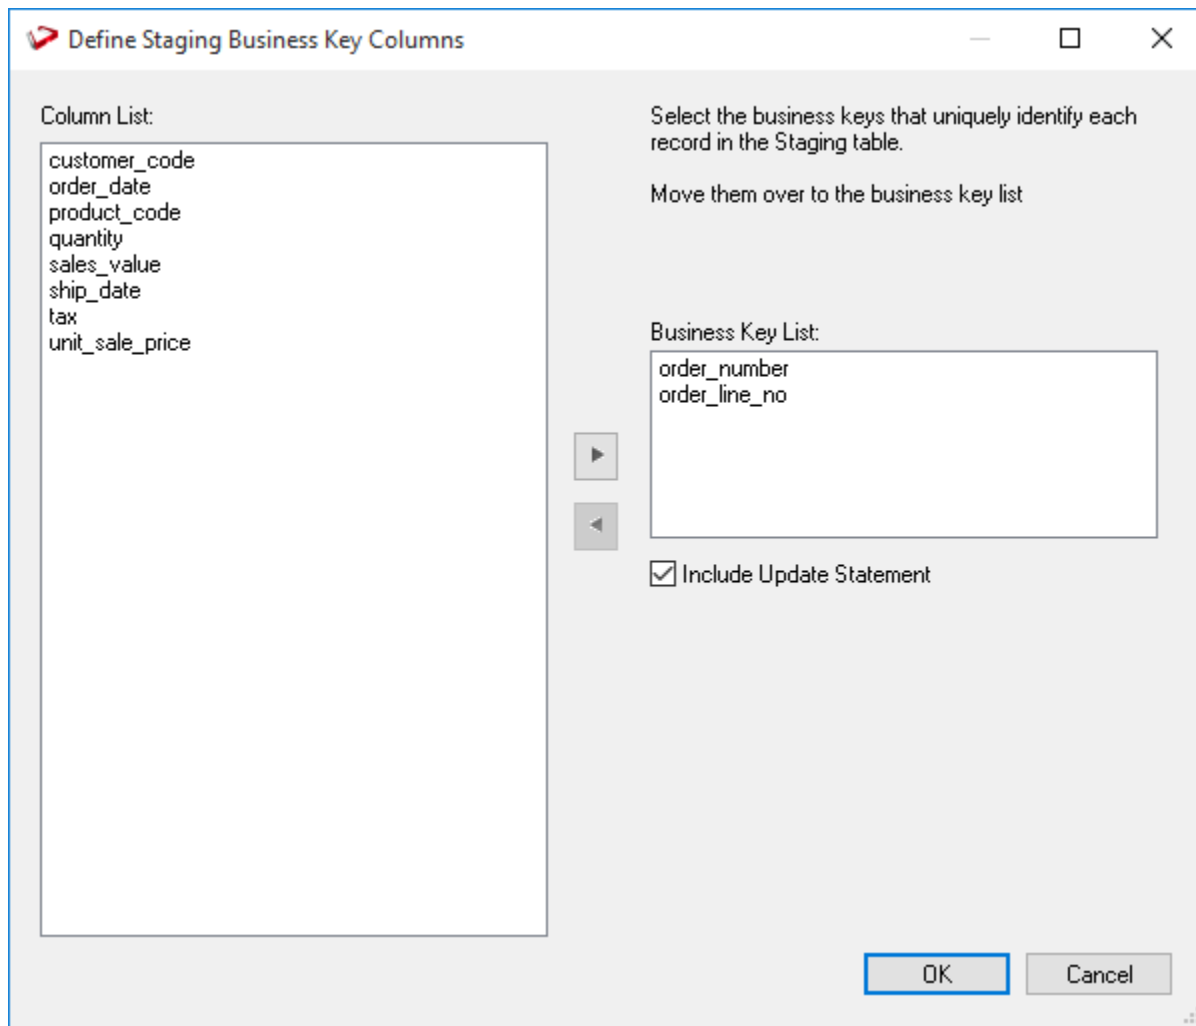 Define Staging Business Key Columns
Column List:
customer_code
order_date
product_code
quantity
sales_value
ship_date
tax
unit_sale_price
Select the business keys that uniquely identify each
record in the Staging table.
Move them over to the business key list
Business Key List:
order_number
order_line_no
Include Update Statement
OK
Cancel